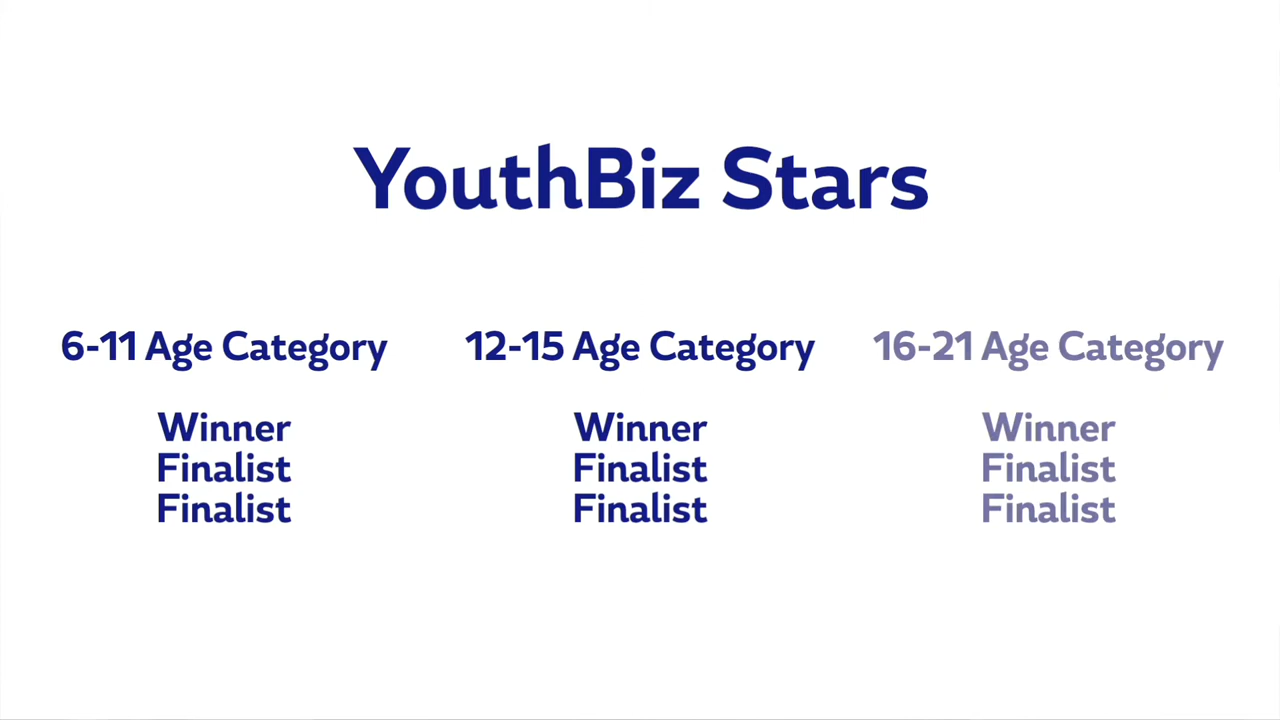 YouthBiz Stars
6-11 Age Category
Winner
Finalist
Finalist
12-15 Age Category
Winner
Finalist
Finalist
16-21 Age Category
Winner
Finalist
Finalist